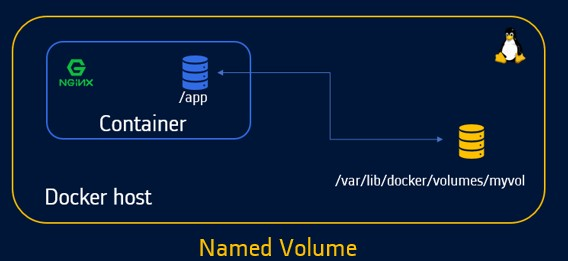 NGINX
/app
Container
/var/lib/docker/volumes/myvol
Docker host
Named Volume